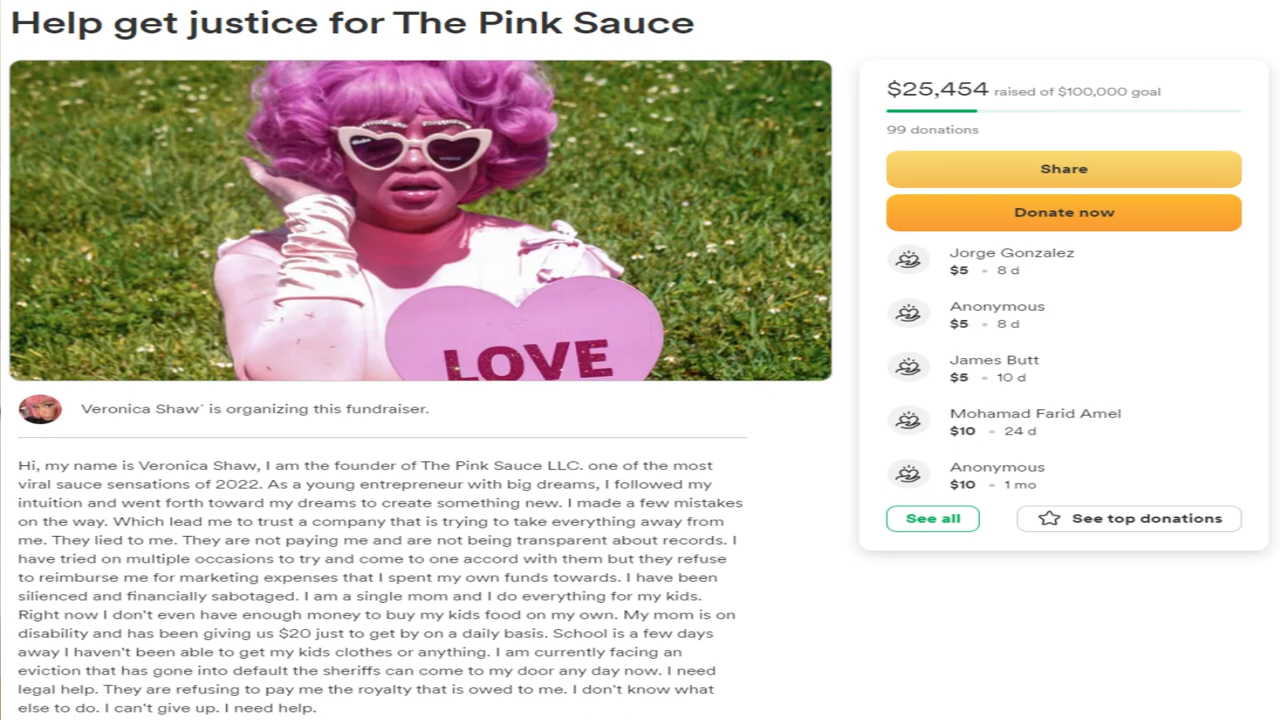 Help get justice for The Pink Sauce
LOVE
Veronica Shaw` is organizing this fundraiser.
Hi, my name is Veronica Shaw, I am the founder of The Pink Sauce LLC. one of the most
viral sauce sensations of 2022. As a young entrepreneur with big dreams, I followed my
intuition and went forth toward my dreams to create something new. I made a few mistakes
on the way. Which lead me to trust a company that is trying to take everything away from
me. They lied to me. They are not paying me and are not being transparent about records. I
have tried on multiple occasions to try and come to one accord with them but they refuse
to reimburse me for marketing expenses that I spent my own funds towards. I have been
silienced and financially sabotaged. I am a single mom and I do everything for my kids.
Right now I don't even have enough money to buy my kids food on my own. My mom is on
disability and has been giving us $20 just to get by on a daily basis. School is a few days
away I haven't been able to get my kids clothes or anything. I am currently facing an
eviction that has gone into default the sheriffs can come to my door any day now. I need
legal help. They are refusing to pay me the royalty that is owed to me. I don't know what
else to do. I can't give up. I need help.
$25,454 raised of $100,000 goal
99 donations
Share
Donate now
Jorge Gonzalez
$5 • 8 d
Anonymous
$5 • 8 d
James Butt
$5 • 10 d
Mohamad Farid Amel
$10 • 24 d
Anonymous
$10 • 1 mo
See all
See top donations